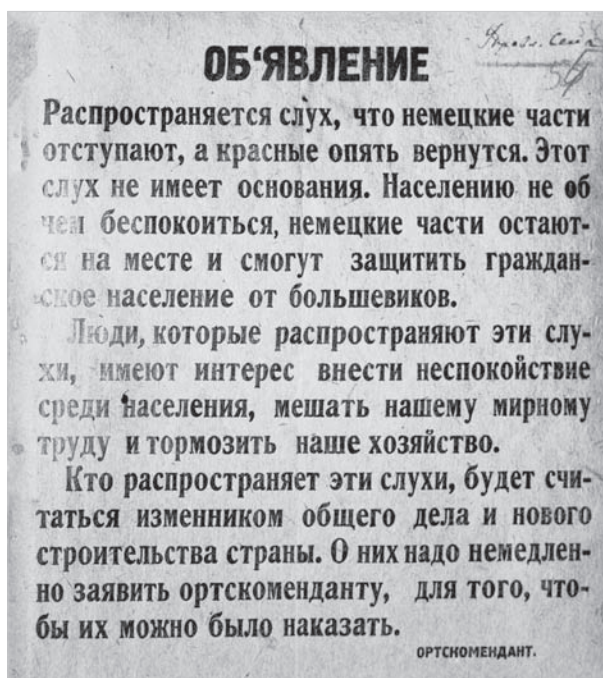 ОБ‘ЯВЛЕНИЕ
Распространяется слух, что немецкие части
отступают, а красные опять вернутся. Этот
слух не имеет основания. Населению не об
чем беспокоиться, немецкие части остают-
ся на месте и смогут защитить граждан-
ское население от большевиков.
Люди, которые распространяют эти слу-
хи, имеют интерес внести неспокойствие
среди населения, мешать нашему мирному
труду и тормозить наше хозяйство.
Кто распространяет эти слухи, будет счи-
таться изменником общего дела и нового
строительства страны. О них надо немедлен-
но заявить ортскоменданту, для того, что-
бы их можно было наказать.
ОРТСКОМЕНДАНТ.